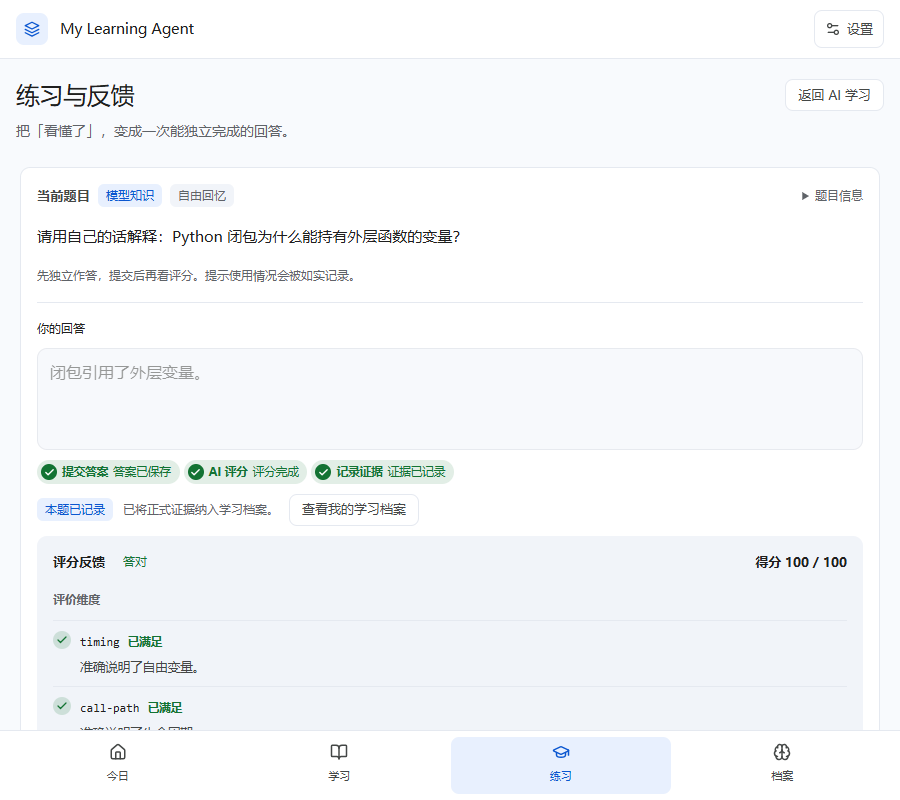 My Learning Agent
设置
练习与反馈
返回 AI 学习
把「看懂了」，变成一次能独立完成的回答。
当前题目 模型知识 自由回忆
题目信息
请用自己的话解释：Python 闭包为什么能持有外层函数的变量？
先独立作答，提交后再看评分。提示使用情况会被如实记录。
你的回答
闭包引用了外层变量。
提交答案 答案已保存 AI 评分 评分完成 记录证据 证据已记录
本题已记录 已将正式证据纳入学习档案。 查看我的学习档案
评分反馈 答对 得分 100 / 100
评价维度
timing 已满足
准确说明了自由变量。
call-path 已满足
今日 学习 练习 档案